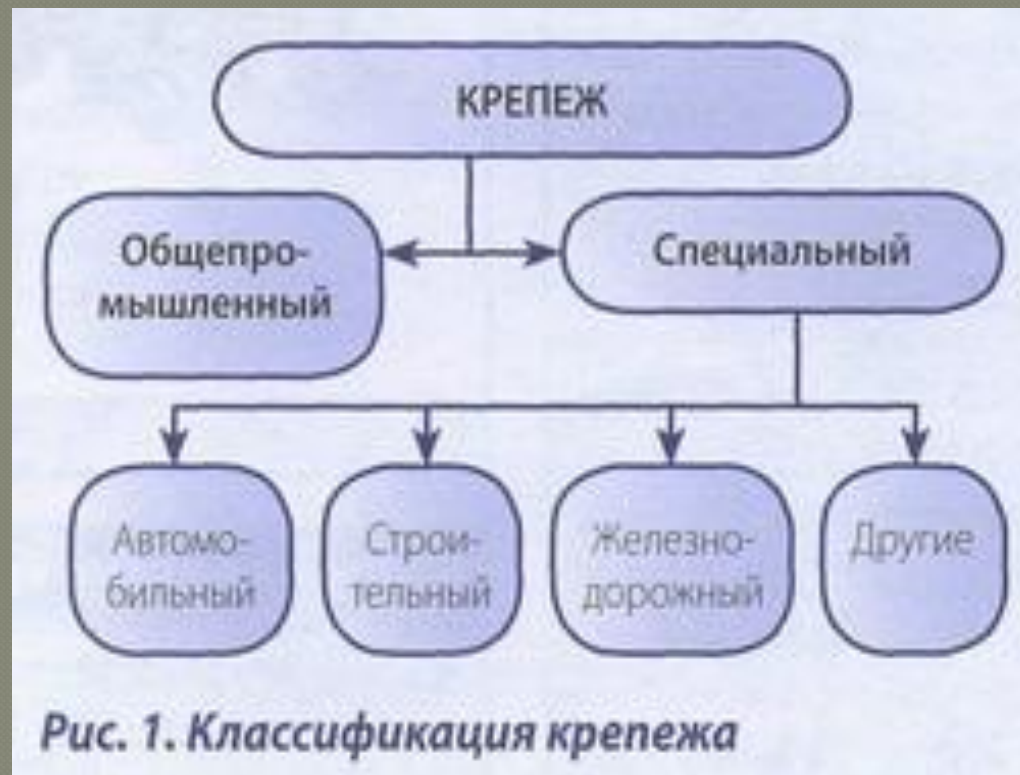 КРЕПЕЖ
Общепро-
мышленный
Специальный
Автомо-
бильный
Строи-
тельный
Железно-
дорожный
Другие
Рис. 1. Классификация крепежа